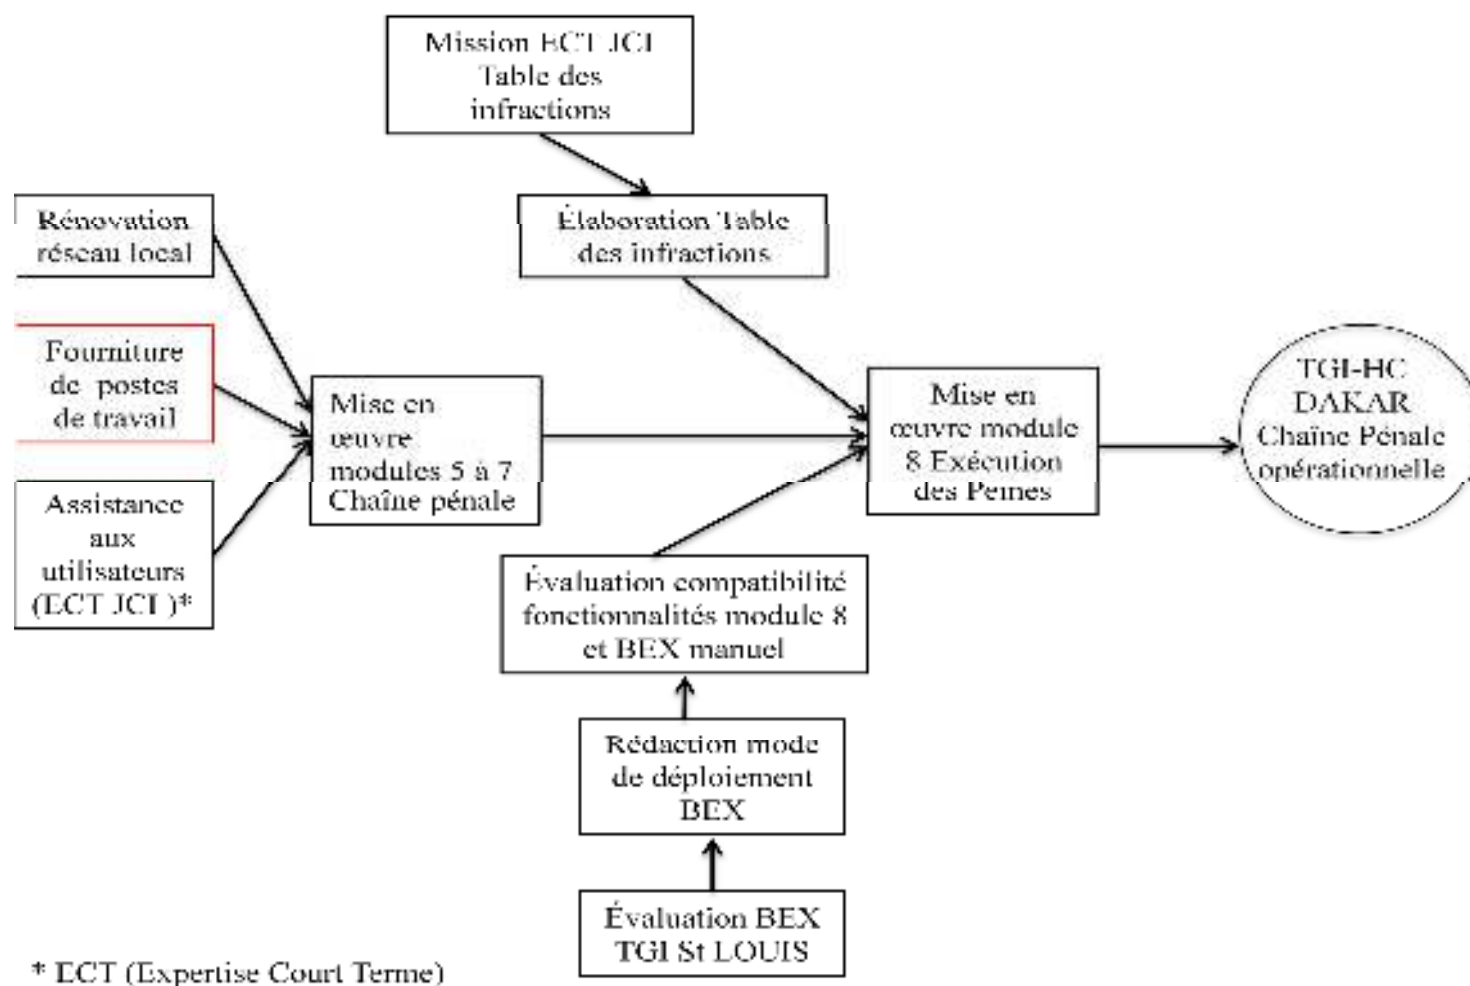 Mission ECT JCI
Table des
infractions
Rénovation
réseau local
Élaboration Table
des infractions
Fourniture
de postes
de travail
Mise en
œuvre
modules 5 à 7
Chaîne pénale
Mise en
œuvre module
8 Exécution
des Peines
TGI-HC
DAKAR
Chaîne Pénale
opérationnelle
Assistance
aux
utilisateurs
(ECT JCI )*
Évaluation compatibilité
fonctionnalités module 8
et BEX manuel
Rédaction mode
de déploiement
BEX
Évaluation BEX
TGI St LOUIS
* ECT (Expertise Court Terme)